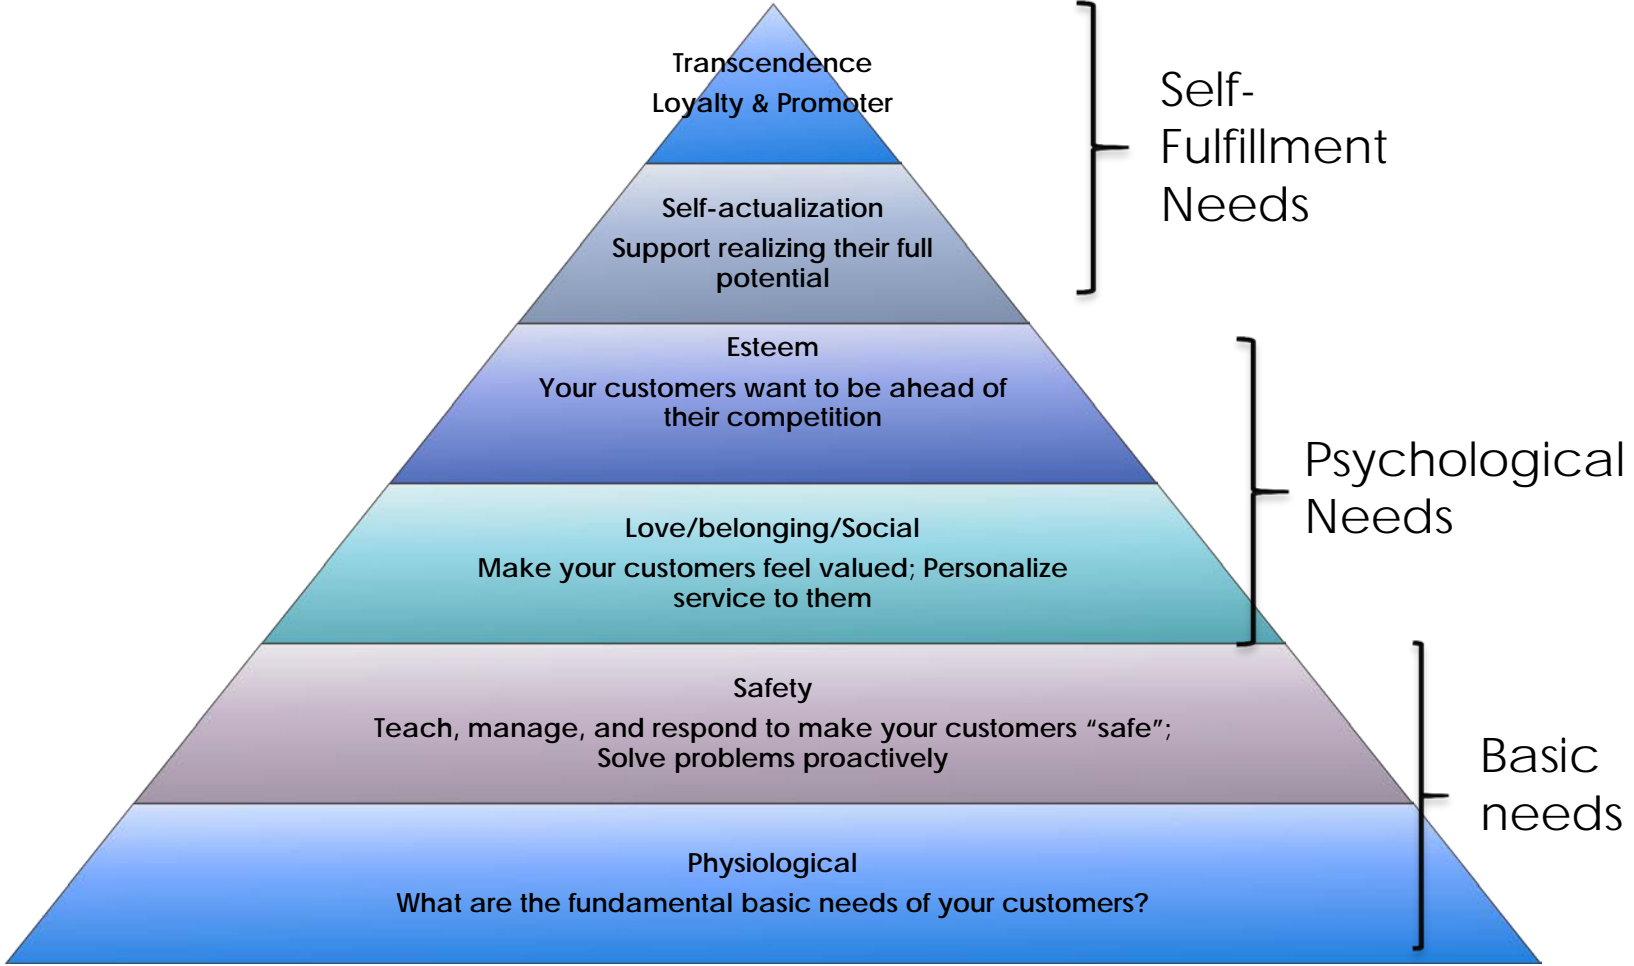 Transcendence
Loyalty & Promoter
Self-
Fulfillment
Needs
Self-actualization
Support realizing their full
potential
Esteem
Your customers want to be ahead of
their competition
Psychological
Needs
Love/belonging/Social
Make your customers feel valued; Personalize
service to them
Safety
Teach, manage, and respond to make your customers “safe”;
Solve problems proactively
Basic
needs
Physiological
What are the fundamental basic needs of your customers?